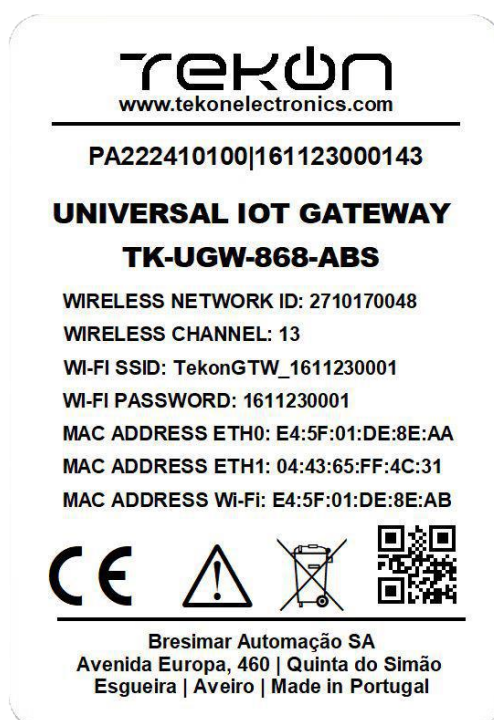 TEKON
www.tekonelectronics.com
PA222410100|161123000143
UNIVERSAL IOT GATEWAY
TK-UGW-868-ABS
WIRELESS NETWORK ID: 2710170048
WIRELESS CHANNEL: 13
WI-FI SSID: TekonGTW_1611230001
WI-FI PASSWORD: 1611230001
MAC ADDRESS ETH0: E4:5F:01:DE:8E:AA
MAC ADDRESS ETH1: 04:43:65:FF:4C:31
MAC ADDRESS Wi-Fi: E4:5F:01:DE:8E:AB
CE
Bresimar Automação SA
Avenida Europa, 460 | Quinta do Simão
Esgueira | Aveiro | Made in Portugal